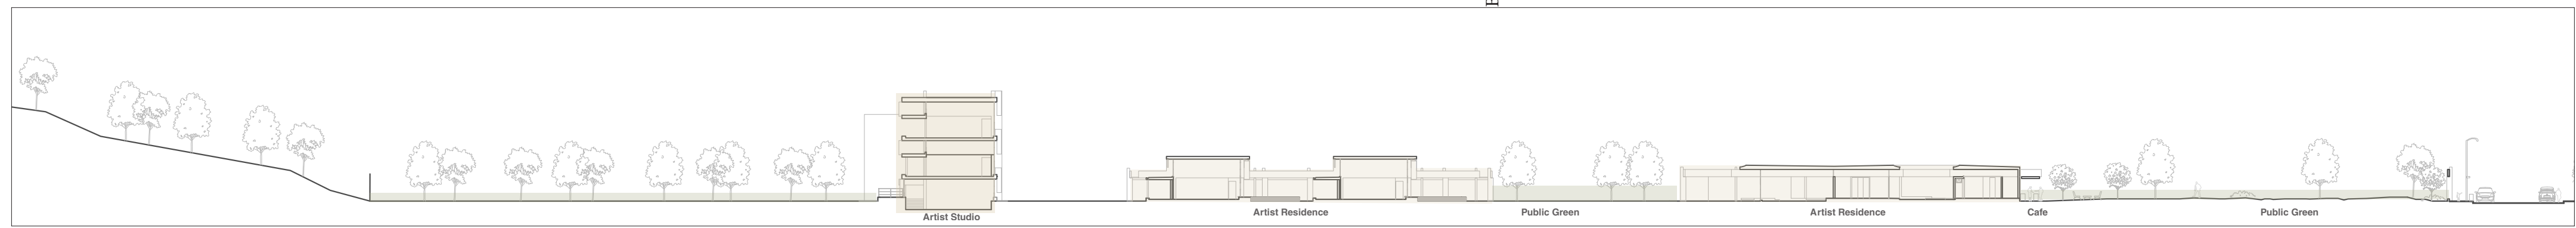 Artist Studio
Artist Residence
Public Green
Artist Residence
Cafe
Public Green